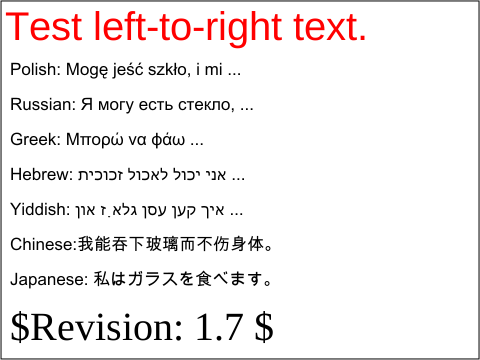 Test left-to-right text.
Polish: Mogę jeść szkło, i mi ...
Russian: Я могу есть стекло, ...
Greek: Μπορώ να φάω ...
Hebrew: אני יכול לאכול זכוכית ...
Yiddish: איך קען עסן גלאָז און ...
Chinese:我能吞下玻璃而不伤身体。
Japanese: 私はガラスを食べます。
$Revision: 1.7 $